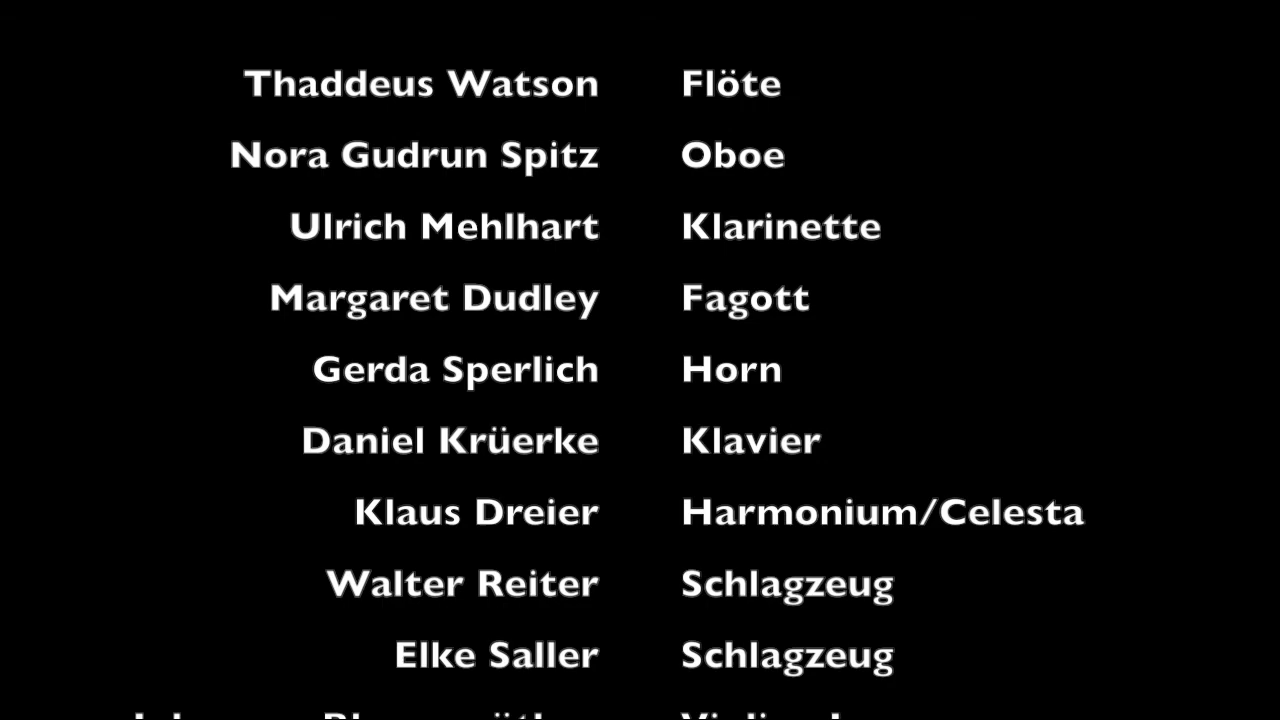 Thaddeus Watson Flöte
Nora Gudrun Spitz Oboe
Ulrich Mehlhart Klarinette
Margaret Dudley Fagott
Gerda Sperlich Horn
Daniel Krüerke Klavier
Klaus Dreier Harmonium/Celesta
Walter Reiter Schlagzeug
Elke Saller Schlagzeug